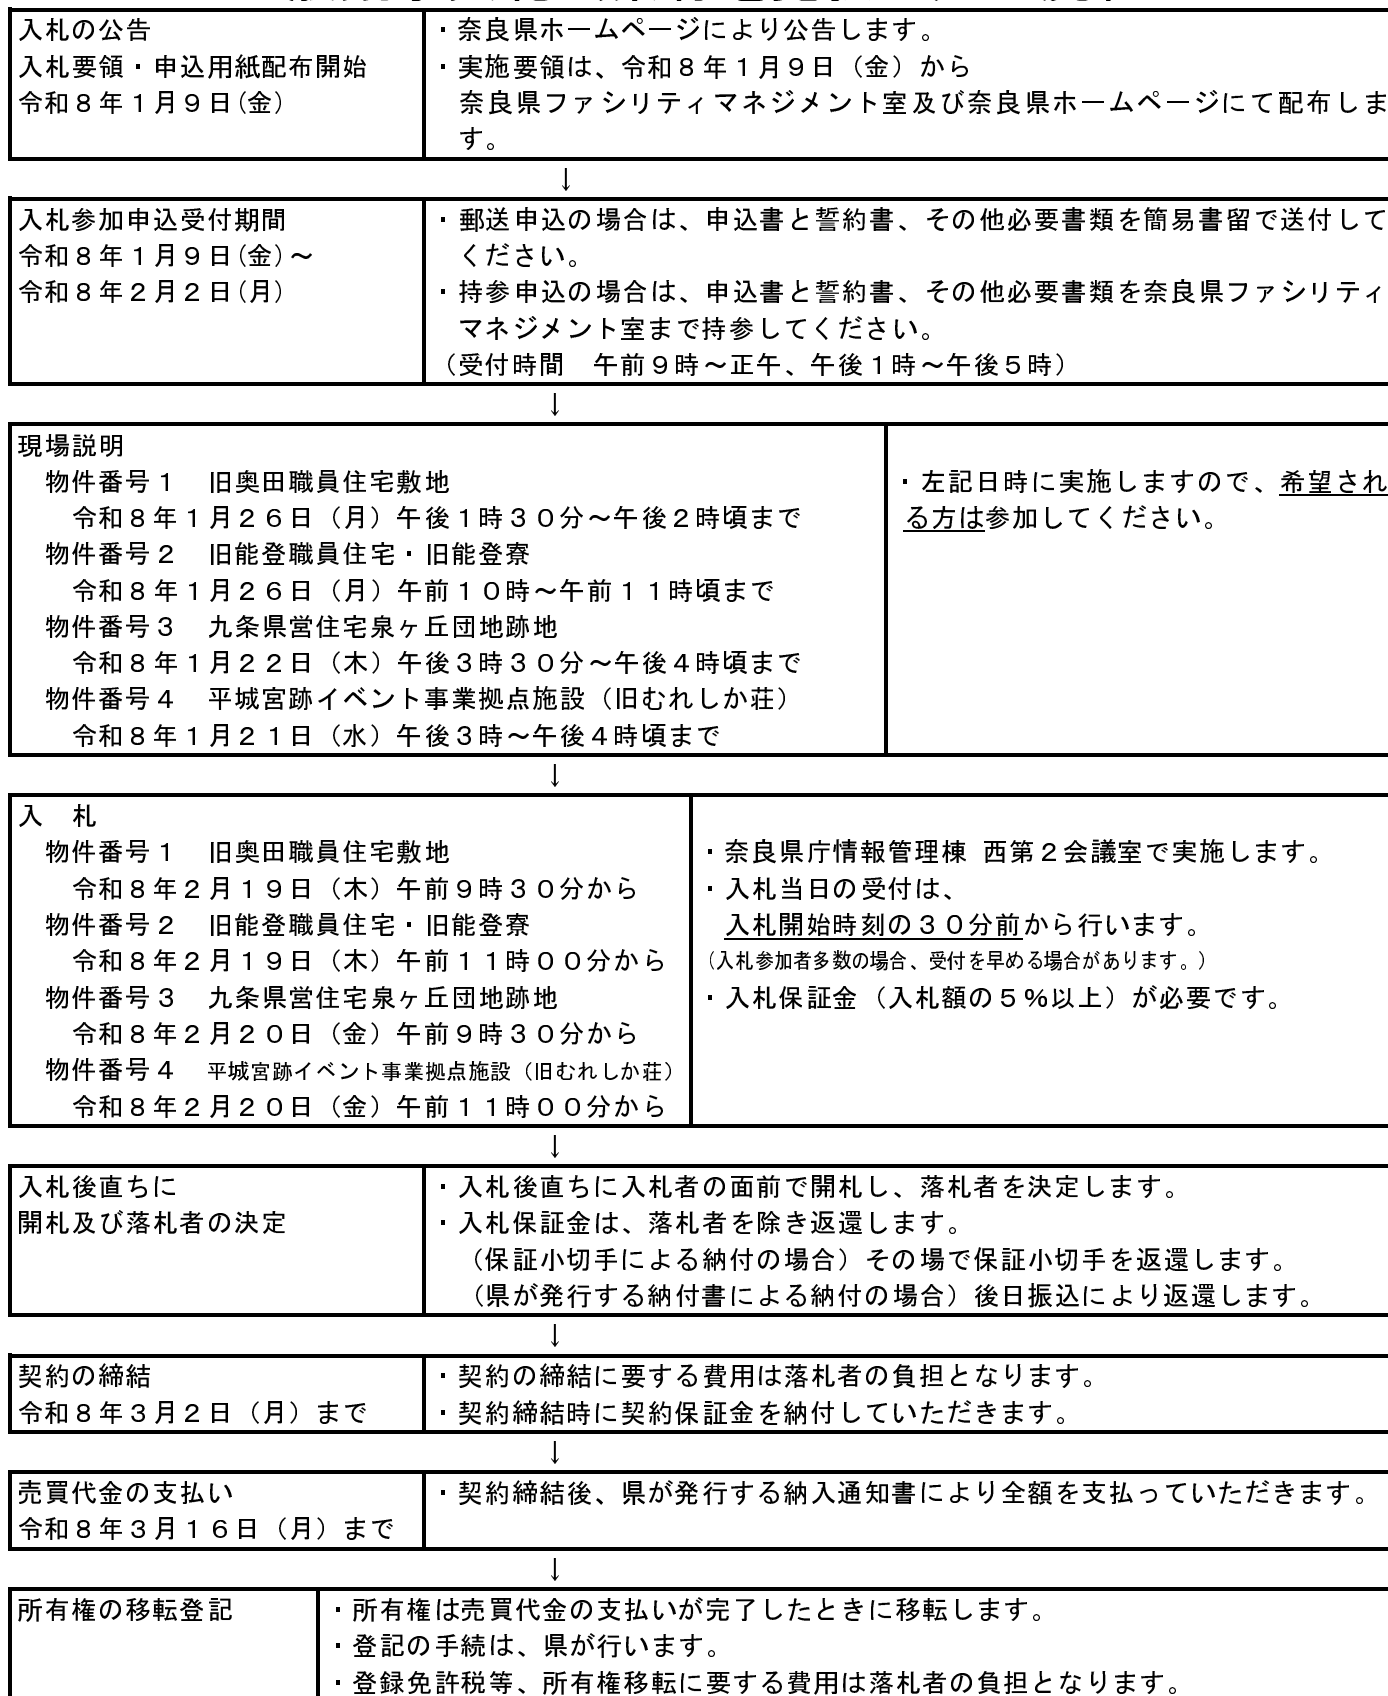 入札の公告
入札要領・申込用紙配布開始
令和８年１月９日(金)
・奈良県ホームページにより公告します。
・実施要領は、令和８年１月９日（金）から
奈良県ファシリティマネジメント室及び奈良県ホームページにて配布しま
す。
↓
入札参加申込受付期間
令和８年１月９日(金)～
令和８年２月２日(月)
・郵送申込の場合は、申込書と誓約書、その他必要書類を簡易書留で送付して
ください。
・持参申込の場合は、申込書と誓約書、その他必要書類を奈良県ファシリティ
マネジメント室まで持参してください。
（受付時間　午前９時～正午、午後１時～午後５時）
↓
現場説明
物件番号１　旧奥田職員住宅敷地
令和８年１月２６日（月）午後１時３０分～午後２時頃まで
物件番号２　旧能登職員住宅・旧能登寮
令和８年１月２６日（月）午前１０時～午前１１時頃まで
物件番号３　九条県営住宅泉ヶ丘団地跡地
令和８年１月２２日（木）午後３時３０分～午後４時頃まで
物件番号４　平城宮跡イベント事業拠点施設（旧むれしか荘）
令和８年１月２１日（水）午後３時～午後４時頃まで
・左記日時に実施しますので、希望され
る方は参加してください。
↓
入　札
物件番号１　旧奥田職員住宅敷地
令和８年２月１９日（木）午前９時３０分から
物件番号２　旧能登職員住宅・旧能登寮
令和８年２月１９日（木）午前１１時００分から
物件番号３　九条県営住宅泉ヶ丘団地跡地
令和８年２月２０日（金）午前９時３０分から
物件番号４　平城宮跡イベント事業拠点施設（旧むれしか荘）
令和８年２月２０日（金）午前１１時００分から
・奈良県庁情報管理棟 西第２会議室で実施します。
・入札当日の受付は、
入札開始時刻の３０分前から行います。
（入札参加者多数の場合、受付を早める場合があります。）
・入札保証金（入札額の５％以上）が必要です。
↓
入札後直ちに
開札及び落札者の決定
・入札後直ちに入札者の面前で開札し、落札者を決定します。
・入札保証金は、落札者を除き返還します。
（保証小切手による納付の場合）その場で保証小切手を返還します。
（県が発行する納付書による納付の場合）後日振込により返還します。
↓
契約の締結
令和８年３月２日（月）まで
・契約の締結に要する費用は落札者の負担となります。
・契約締結時に契約保証金を納付していただきます。
↓
売買代金の支払い
令和８年３月１６日（月）まで
・契約締結後、県が発行する納入通知書により全額を支払っていただきます。
↓
所有権の移転登記
・所有権は売買代金の支払いが完了したときに移転します。
・登記の手続は、県が行います。
・登録免許税等、所有権移転に要する費用は落札者の負担となります。